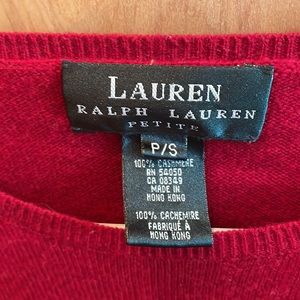 LAUREN
RALPH LAUREN
PETITE
P/S
100% CASHMERE
RN 54050
CA 08349
MADE IN
HONG KONG
100% CACHEMIRE
FABRIQUÉ À
HONG KONG